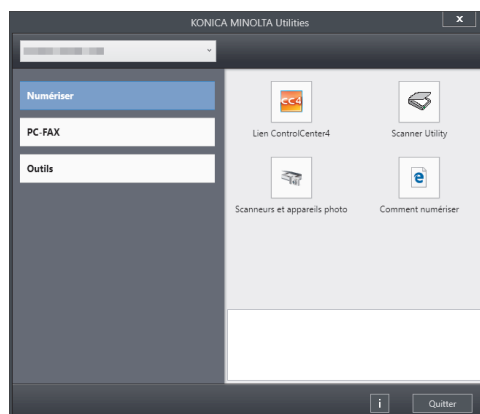 KONICA MINOLTA Utilities
X
Numériser
PC-FAX
Outils
CC4
Lien ControlCenter4
Scanner Utility
Scanneurs et appareils photo
Comment numériser
i
Quitter